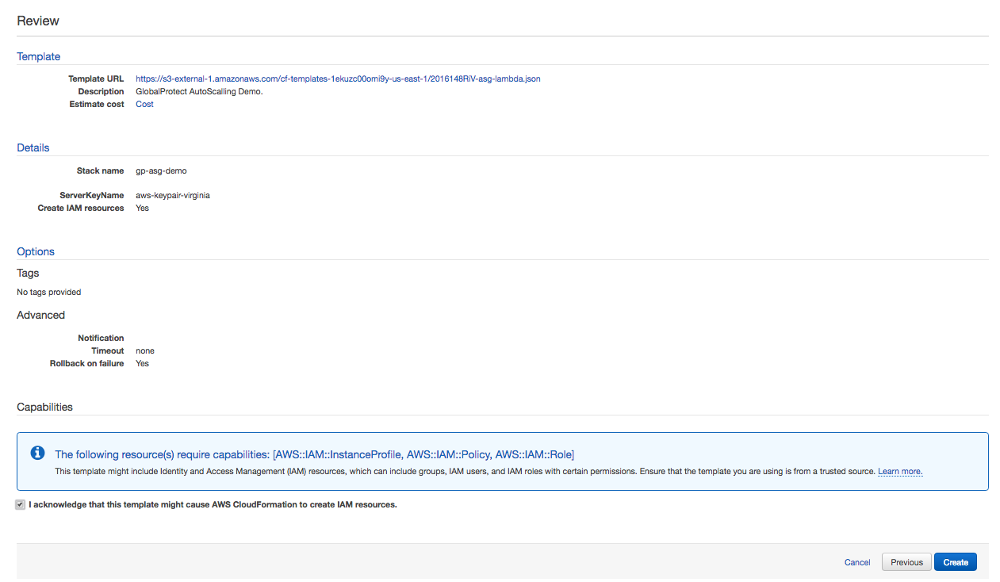 Review
Template
Template URL https://s3-external-1.amazonaws.com/cf-templates-1ekuzc00omi9y-us-east-1/2016148RiV-asg-lambda.json
Description GlobalProtect AutoScalling Demo.
Estimate cost Cost
Details
Stack name gp-asg-demo
ServerKeyName aws-keypair-virginia
Create IAM resources Yes
Options
Tags
No tags provided
Advanced
Notification
Timeout none
Rollback on failure Yes
Capabilities
The following resource(s) require capabilities: [AWS::IAM::InstanceProfile, AWS::IAM::Policy, AWS::IAM::Role]
This template might include Identity and Access Management (IAM) resources, which can include groups, IAM users, and IAM roles with certain permissions. Ensure that the template you are using is from a trusted source. Learn more.
I acknowledge that this template might cause AWS CloudFormation to create IAM resources.
Cancel Previous Create